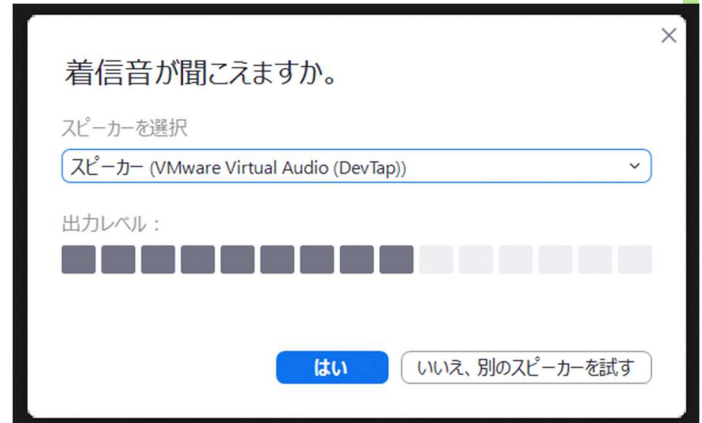 着信音が聞こえますか。
スピーカーを選択
スピーカー (VMware Virtual Audio (DevTap))
出力レベル：
はい
いいえ、別のスピーカーを試す